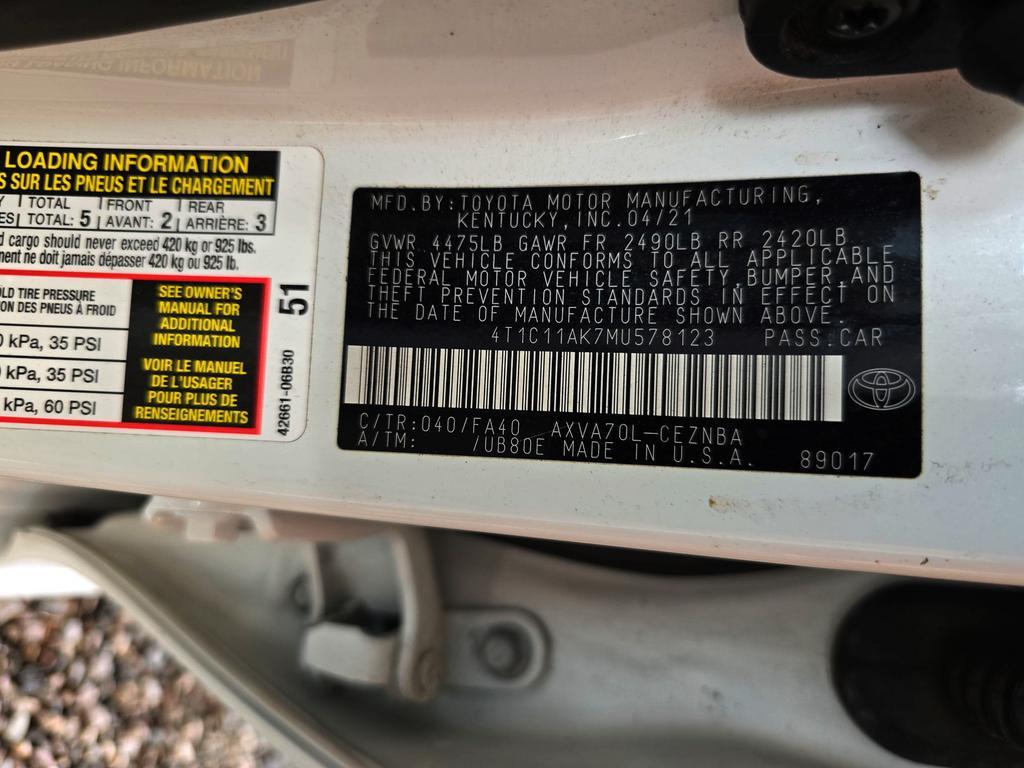 LOADING INFORMATION
S SUR LES PNEUS ET LE CHARGEMENT
Y TOTAL FRONT REAR
ES TOTAL: 5 AVANT: 2 ARRIÈRE: 3
d cargo should never exceed 420 kg or 925 lbs.
ment ne doit jamais dépasser 420 kg ou 925 lb.
OLD TIRE PRESSURE
ION DES PNEUS À FROID
0 kPa, 35 PSI
0 kPa, 35 PSI
kPa, 60 PSI
SEE OWNER'S
MANUAL FOR
ADDITIONAL
INFORMATION
VOIR LE MANUEL
DE L'USAGER
POUR PLUS DE
RENSEIGNEMENTS
51
42661-06B30
MFD.BY:TOYOTA MOTOR MANUFACTURING,
KENTUCKY,INC.04/21
GVWR 4475LB GAWR FR 2490LB RR 2420LB
THIS VEHICLE CONFORMS TO ALL APPLICABLE
FEDERAL MOTOR VEHICLE SAFETY,BUMPER,AND
THEFT PREVENTION STANDARDS IN EFFECT ON
THE DATE OF MANUFACTURE SHOWN ABOVE.
4T1C11AK7MU578123 PASS.CAR
C/TR:040/FA40 AXVA70L-CEZNBA
A/TM: /UB80E MADE IN U.S.A. 89017